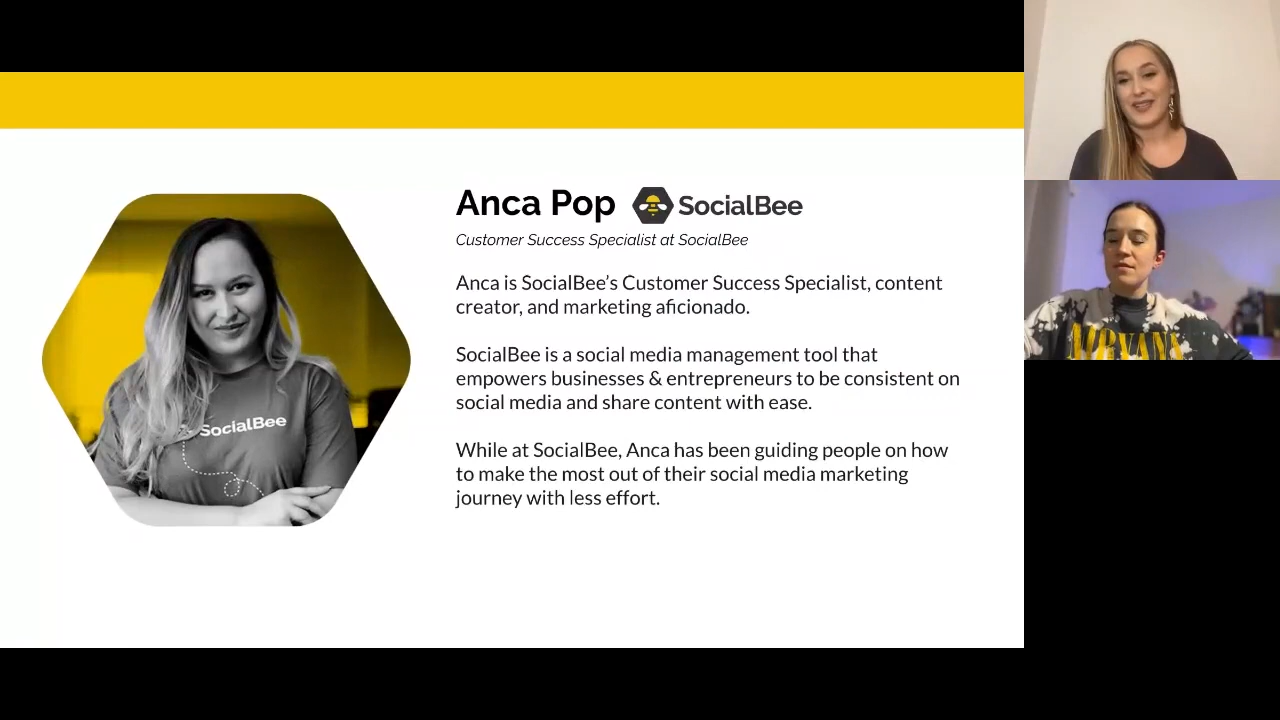 Anca Pop
SocialBee
Customer Success Specialist at SocialBee
Anca is SocialBee’s Customer Success Specialist, content
creator, and marketing aficionado.
SocialBee is a social media management tool that
empowers businesses & entrepreneurs to be consistent on
social media and share content with ease.
While at SocialBee, Anca has been guiding people on how
to make the most out of their social media marketing
journey with less effort.
SocialBee
NIRVANA